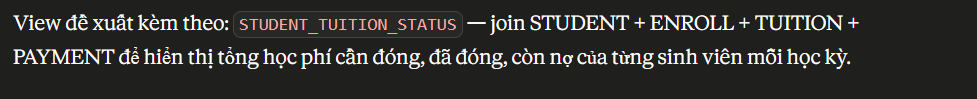 View đề xuất kèm theo: STUDENT_TUITION_STATUS — join STUDENT + ENROLL + TUITION +
PAYMENT để hiển thị tổng học phí cần đóng, đã đóng, còn nợ của từng sinh viên mỗi học kỳ.